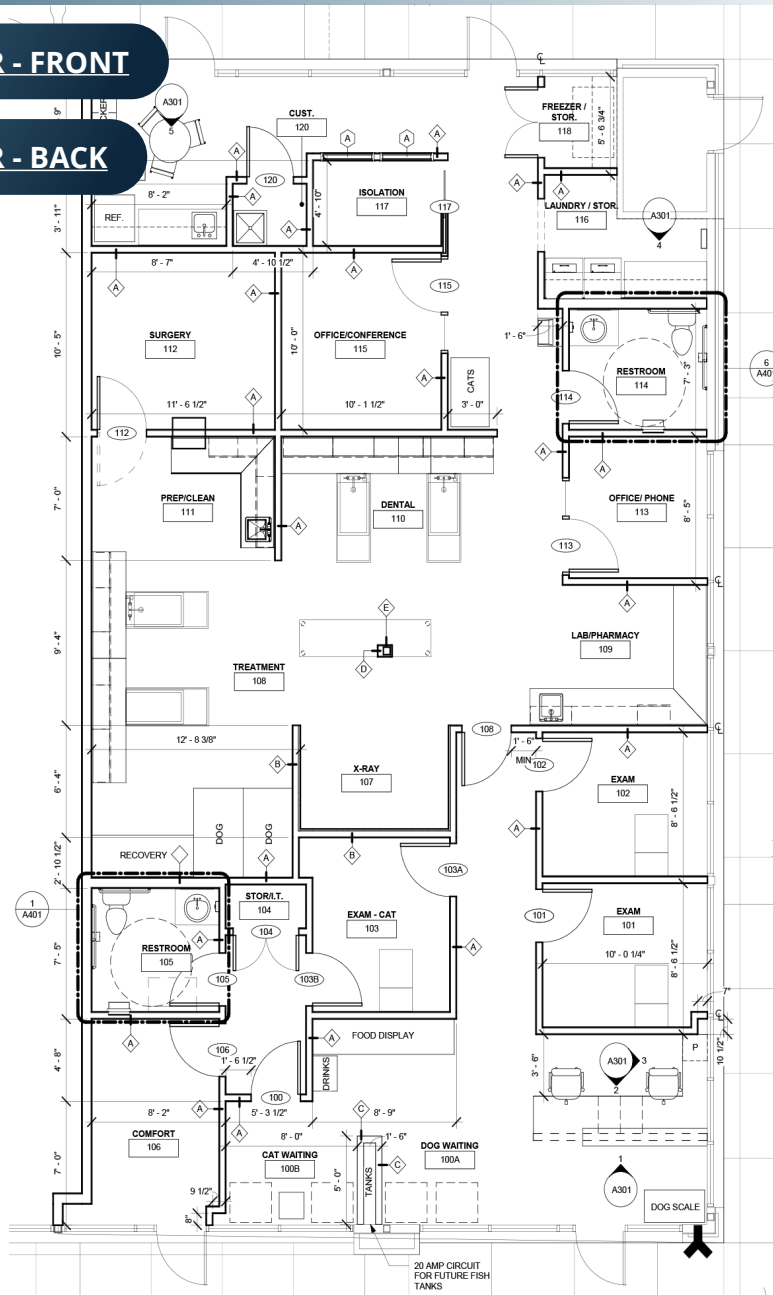 R - FRONT
R - BACK
A301
5
CUST.
120
FREEZER /
STOR.
118
5' - 6 3/4"
A
A
A
A
A
120
8' - 2"
A
4' - 10"
ISOLATION
117
117
A
A
LAUNDRY / STOR.
116
A301
4
3' - 11"
REF.
A
A
8' - 7"
4' - 10 1/2"
A
A
A
115
10' - 5"
SURGERY
112
10' - 0"
OFFICE/CONFERENCE
115
1' - 6"
RESTROOM
114
7' - 3"
6
A401
A
CATS
11' - 6 1/2"
A
10' - 1 1/2"
3' - 0"
114
112
A
A
7' - 0"
PREP/CLEAN
111
DENTAL
110
A
OFFICE/ PHONE
113
8' - 5"
113
℄
A
E
9' - 4"
LAB/PHARMACY
109
TREATMENT
108
D
℄
12' - 8 3/8"
108
1' - 6"
MIN
A
102
B
6' - 4"
X-RAY
107
EXAM
102
8' - 6 1/2"
DOG
DOG
A
B
2' - 10 1/2"
RECOVERY
A
103A
1
A401
STOR/I.T.
104
EXAM - CAT
103
101
EXAM
101
7' - 5"
RESTROOM
105
A
104
A
10' - 0 1/4"
8' - 6 1/2"
105
103B
7"
℄
A
FOOD DISPLAY
A
10 1/2"
4' - 8"
106
1' - 6 1/2"
DRINKS
3' - 6"
A301
3
2
P
100
8' - 2"
A
A
5' - 3 1/2"
C
8' - 9"
COMFORT
106
8' - 0"
1' - 6"
7' - 0"
CAT WAITING
100B
DOG WAITING
100A
1
A301
5' - 0"
TANKS
C
9 1/2"
8"
DOG SCALE
20 AMP CIRCUIT
FOR FUTURE FISH
TANKS